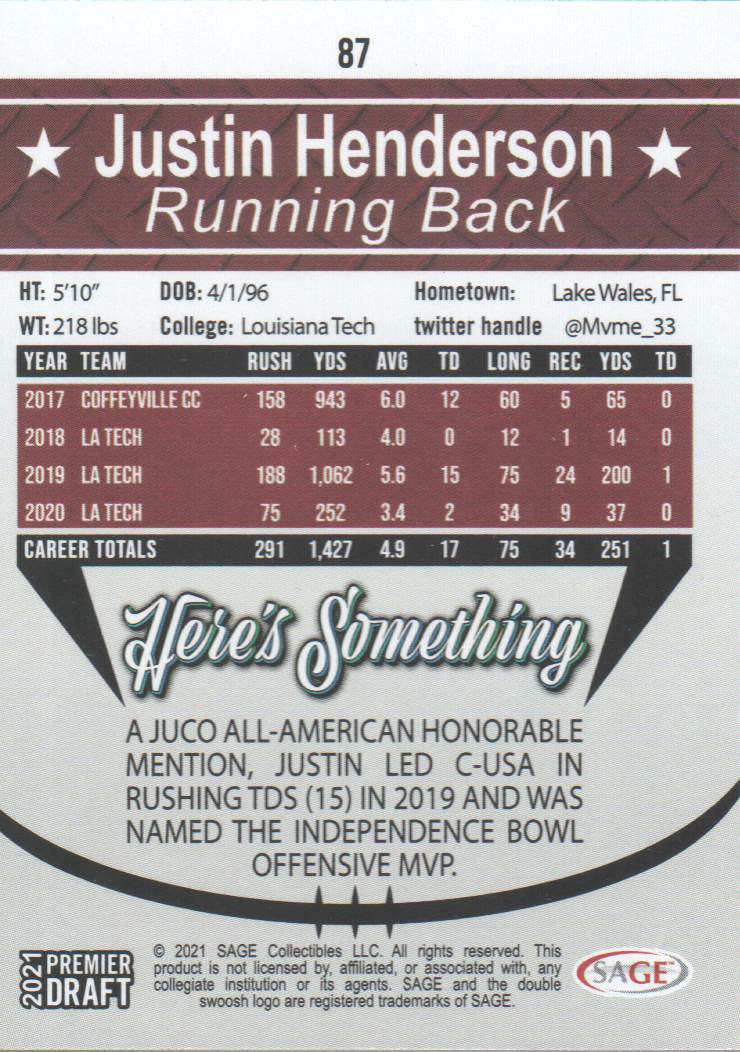 87
Justin Henderson
Running Back
HT: 5'10" DOB: 4/1/96 Hometown: Lake Wales, FL
WT: 218 lbs College: Louisiana Tech twitter handle @Mvme_33
YEAR TEAM RUSH YDS AVG TD LONG REC YDS TD
2017 COFFEYVILLE CC 158 943 6.0 12 60 5 65 0
2018 LA TECH 28 113 4.0 0 12 1 14 0
2019 LA TECH 188 1,062 5.6 15 75 24 200 1
2020 LA TECH 75 252 3.4 2 34 9 37 0
CAREER TOTALS 291 1,427 4.9 17 75 34 251 1
Here's Something
A JUCO ALL-AMERICAN HONORABLE
MENTION, JUSTIN LED C-USA IN
RUSHING TDS (15) IN 2019 AND WAS
NAMED THE INDEPENDENCE BOWL
OFFENSIVE MVP.
2021 PREMIER DRAFT
© 2021 SAGE Collectibles LLC. All rights reserved. This
product is not licensed by, affiliated, or associated with, any
collegiate institution or its agents. SAGE and the double
swoosh logo are registered trademarks of SAGE.
SAGE™